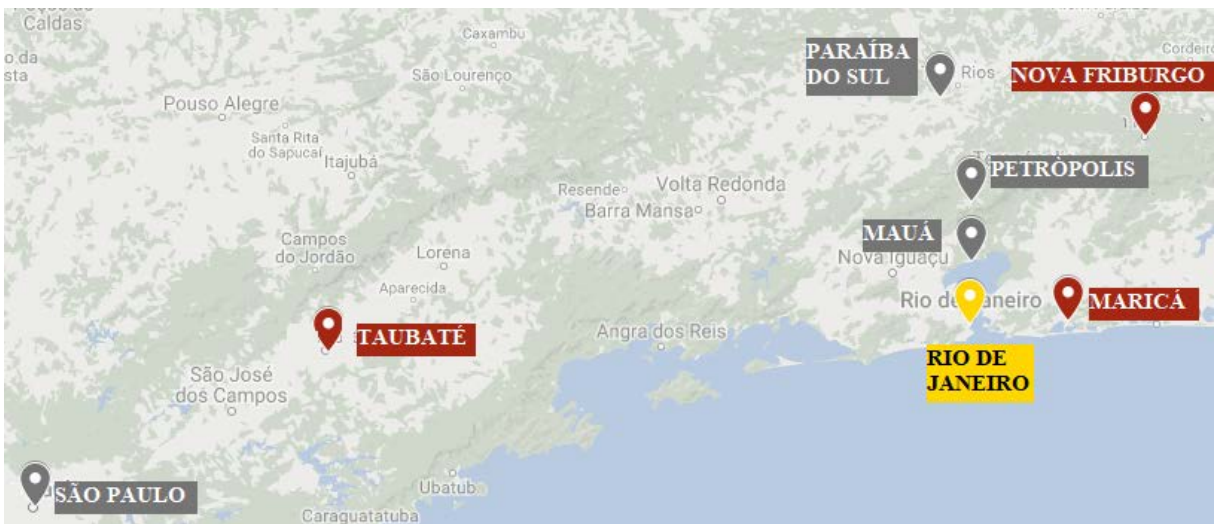 Caldas
Caxambu
PARAÍBA
DO SUL
Cordeiro
São Lourenço
Rios
NOVA FRIBURGO
Pouso Alegre
Santa Rita
do Sapucaí
Itajubá
PETRÒPOLIS
Resende
Volta Redonda
Barra Mansa
MAUÁ
Campos
do Jordão
Lorena
Nova Iguaçu
Aparecida
Rio de Janeiro
MARICÁ
TAUBATÉ
Angra dos Reis
RIO DE
JANEIRO
São José
dos Campos
SÃO PAULO
Ubatub
Caraguatatuba